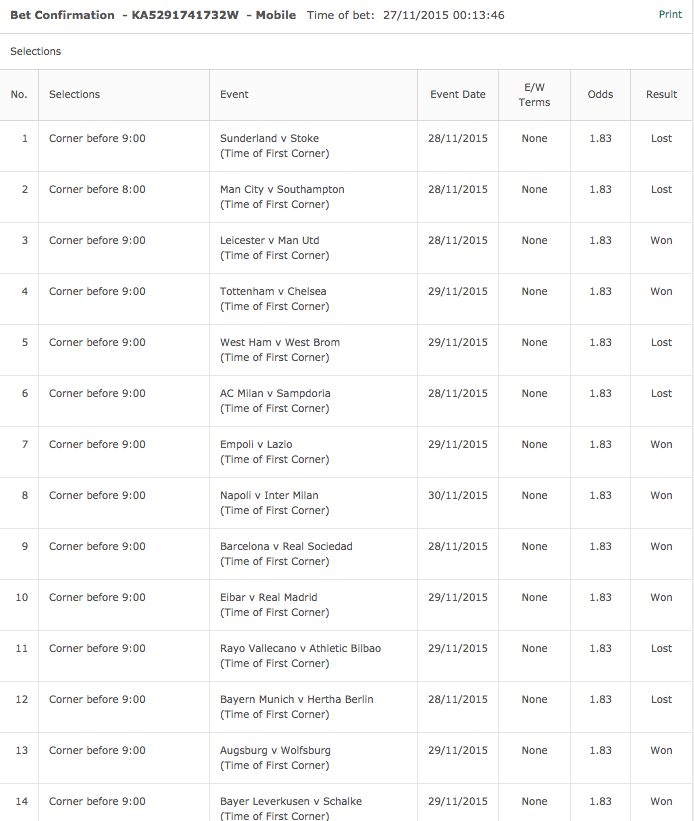 Bet Confirmation - KA5291741732W - Mobile Time of bet: 27/11/2015 00:13:46 Print
Selections
No. Selections Event Event Date E/W Terms Odds Result
1 Corner before 9:00 Sunderland v Stoke 28/11/2015 None 1.83 Lost
(Time of First Corner)
2 Corner before 8:00 Man City v Southampton 28/11/2015 None 1.83 Lost
(Time of First Corner)
3 Corner before 9:00 Leicester v Man Utd 28/11/2015 None 1.83 Won
(Time of First Corner)
4 Corner before 9:00 Tottenham v Chelsea 29/11/2015 None 1.83 Won
(Time of First Corner)
5 Corner before 9:00 West Ham v West Brom 29/11/2015 None 1.83 Lost
(Time of First Corner)
6 Corner before 9:00 AC Milan v Sampdoria 28/11/2015 None 1.83 Lost
(Time of First Corner)
7 Corner before 9:00 Empoli v Lazio 29/11/2015 None 1.83 Won
(Time of First Corner)
8 Corner before 9:00 Napoli v Inter Milan 30/11/2015 None 1.83 Won
(Time of First Corner)
9 Corner before 9:00 Barcelona v Real Sociedad 28/11/2015 None 1.83 Won
(Time of First Corner)
10 Corner before 9:00 Eibar v Real Madrid 29/11/2015 None 1.83 Won
(Time of First Corner)
11 Corner before 9:00 Rayo Vallecano v Athletic Bilbao 29/11/2015 None 1.83 Lost
(Time of First Corner)
12 Corner before 9:00 Bayern Munich v Hertha Berlin 28/11/2015 None 1.83 Lost
(Time of First Corner)
13 Corner before 9:00 Augsburg v Wolfsburg 29/11/2015 None 1.83 Won
(Time of First Corner)
14 Corner before 9:00 Bayer Leverkusen v Schalke 29/11/2015 None 1.83 Won
(Time of First Corner)